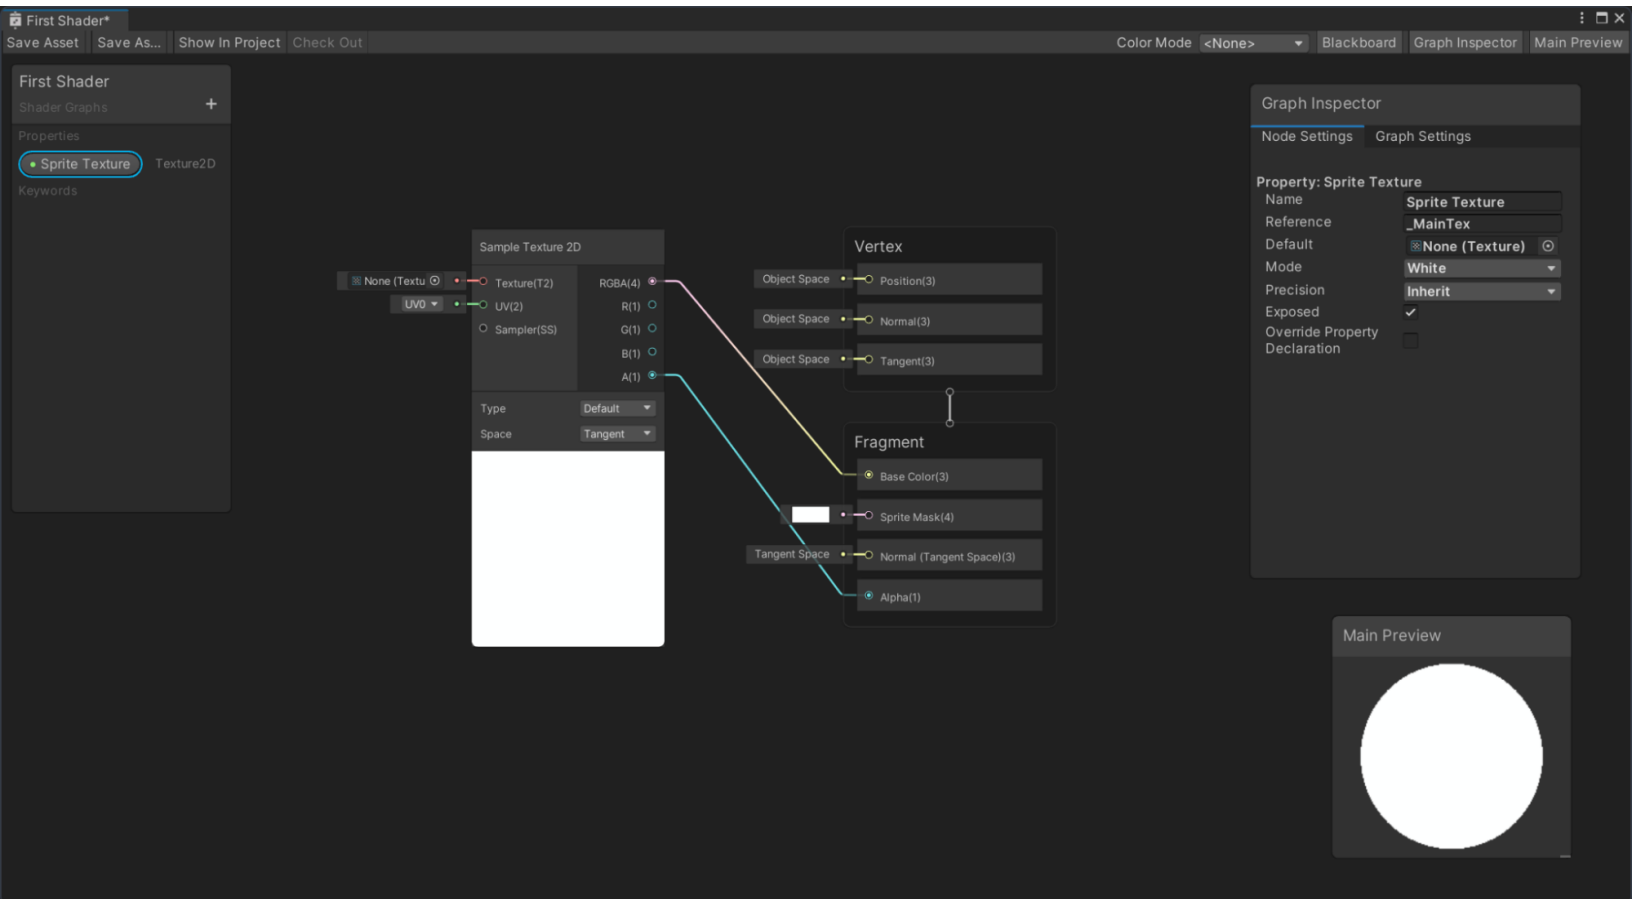 First Shader*
Save Asset Save As... Show In Project Check Out
Color Mode <None> Blackboard Graph Inspector Main Preview
First Shader
Shader Graphs
+
Properties
Sprite Texture Texture2D
Keywords
Sample Texture 2D
None (Textu
Texture(T2)
RGBA(4)
UV0
UV(2)
R(1)
Sampler(SS)
G(1)
B(1)
A(1)
Type Default
Space Tangent
Vertex
Object Space Position(3)
Object Space Normal(3)
Object Space Tangent(3)
Fragment
Base Color(3)
Sprite Mask(4)
Tangent Space Normal (Tangent Space)(3)
Alpha(1)
Graph Inspector
Node Settings Graph Settings
Property: Sprite Texture
Name Sprite Texture
Reference _MainTex
Default None (Texture)
Mode White
Precision Inherit
Exposed
Override Property
Declaration
Main Preview